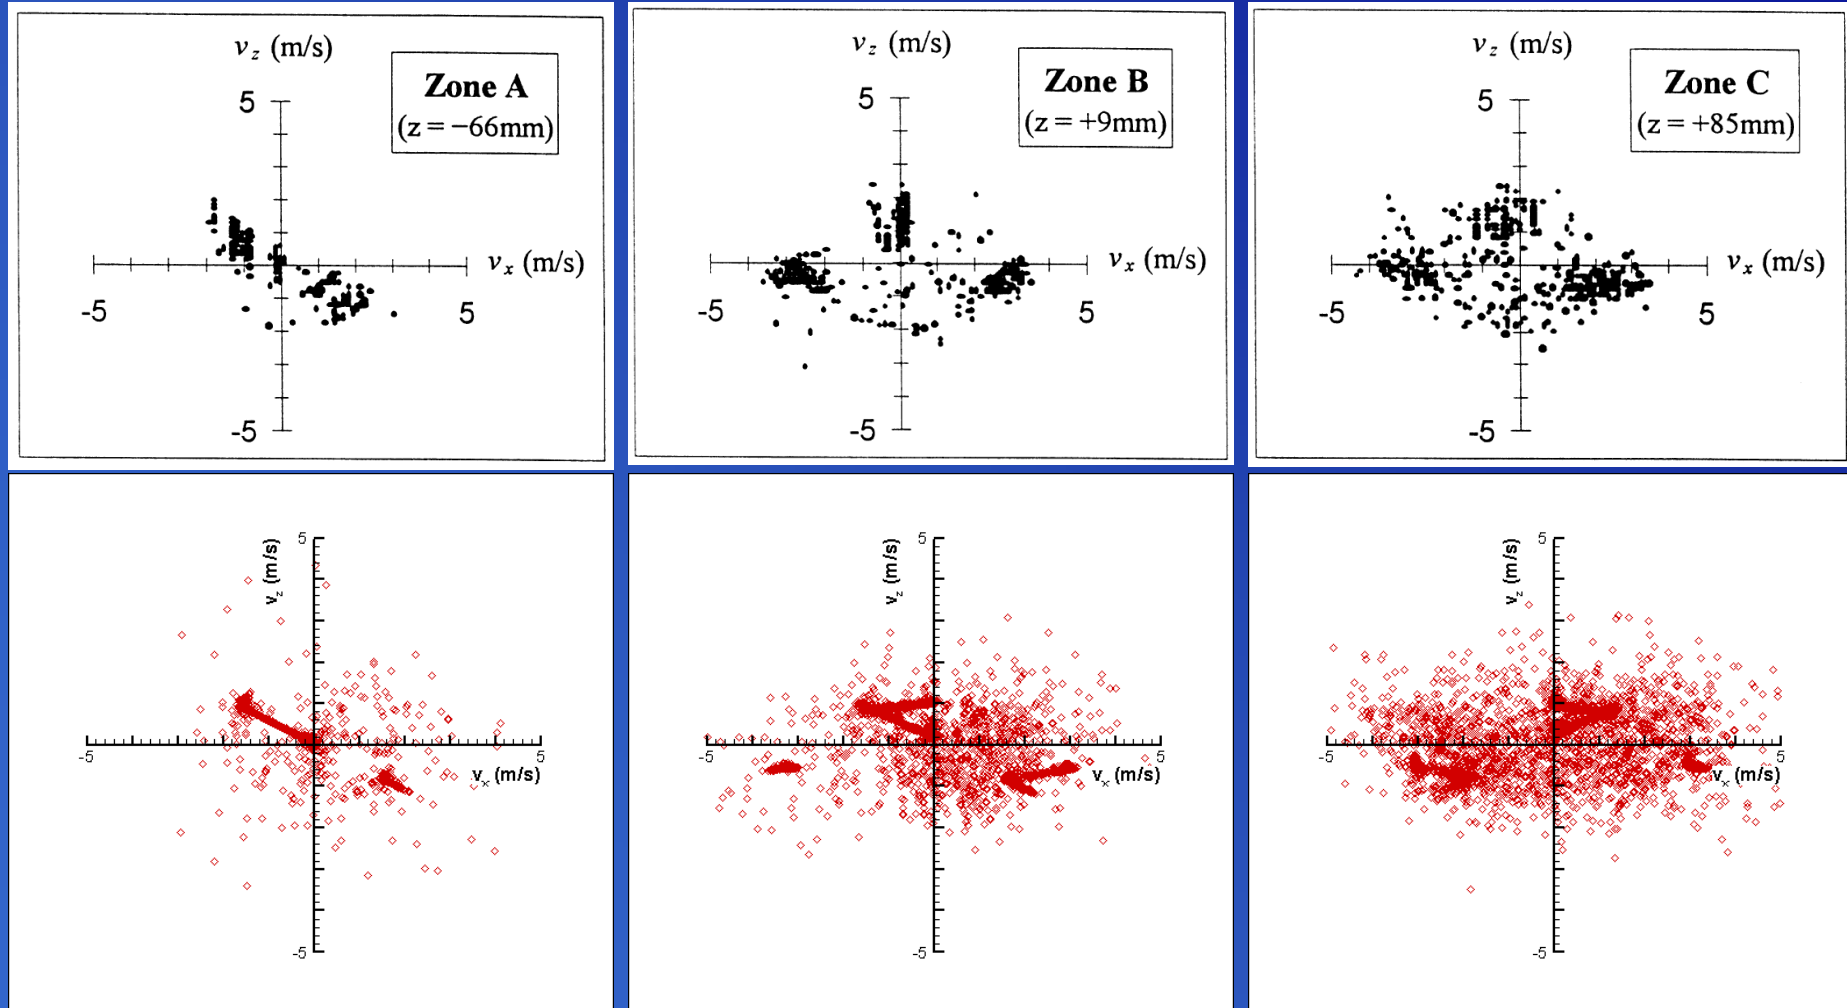 v_z (m/s)
Zone A
(z = −66mm)
5
v_x (m/s)
-5
5
-5
v_z (m/s)
Zone B
(z = +9mm)
5
v_x (m/s)
-5
5
-5
v_z (m/s)
Zone C
(z = +85mm)
5
v_x (m/s)
-5
5
-5
5
v_z (m/s)
-5
5
v_x (m/s)
-5
5
v_z (m/s)
-5
5
v_x (m/s)
-5
5
v_z (m/s)
-5
5
v_x (m/s)
-5